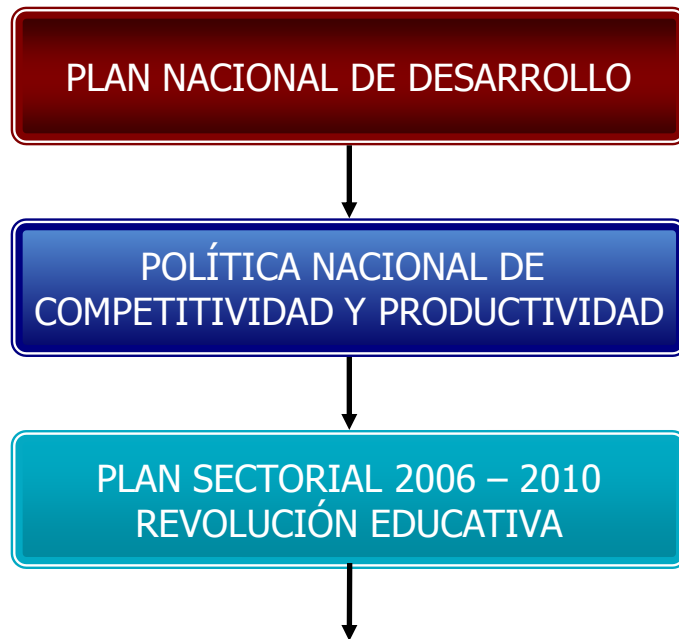 PLAN NACIONAL DE DESARROLLO
POLÍTICA NACIONAL DE
COMPETITIVIDAD Y PRODUCTIVIDAD
PLAN SECTORIAL 2006 – 2010
REVOLUCIÓN EDUCATIVA